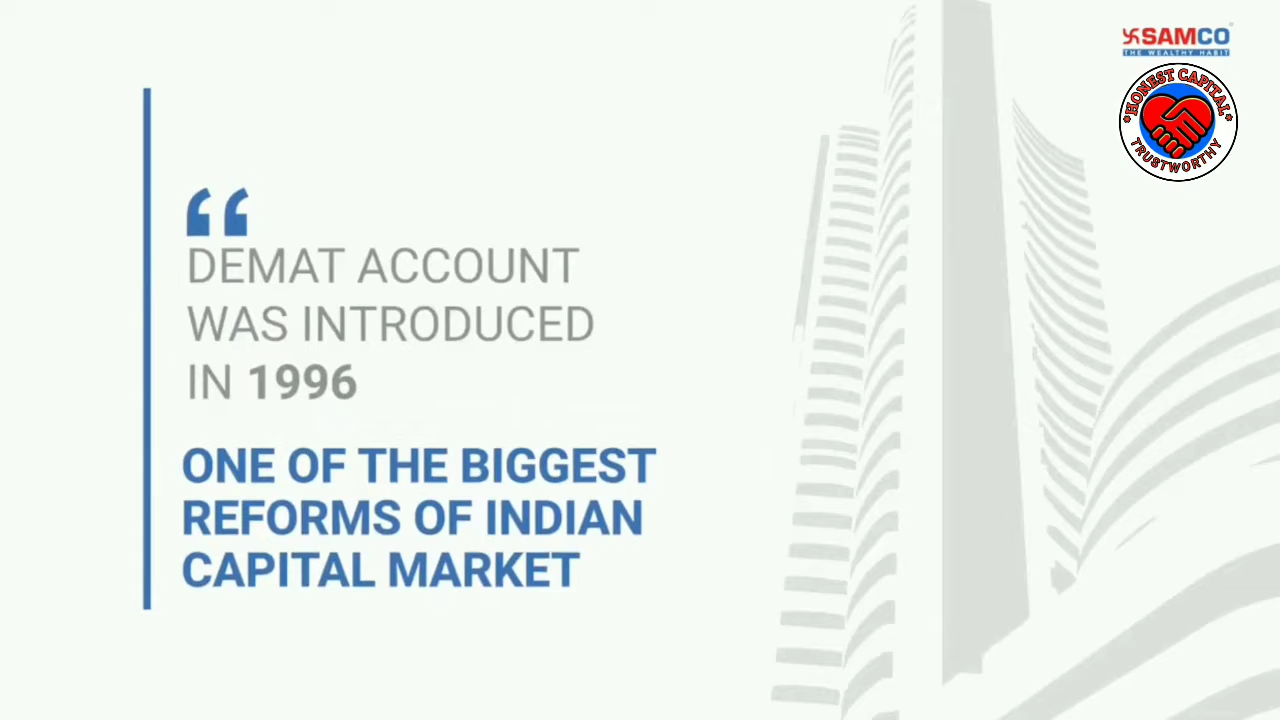 SAMCO
THE WEALTHY HABIT
HONEST CAPITAL
TRUSTWORTHY
“
DEMAT ACCOUNT
WAS INTRODUCED
IN 1996
ONE OF THE BIGGEST
REFORMS OF INDIAN
CAPITAL MARKET